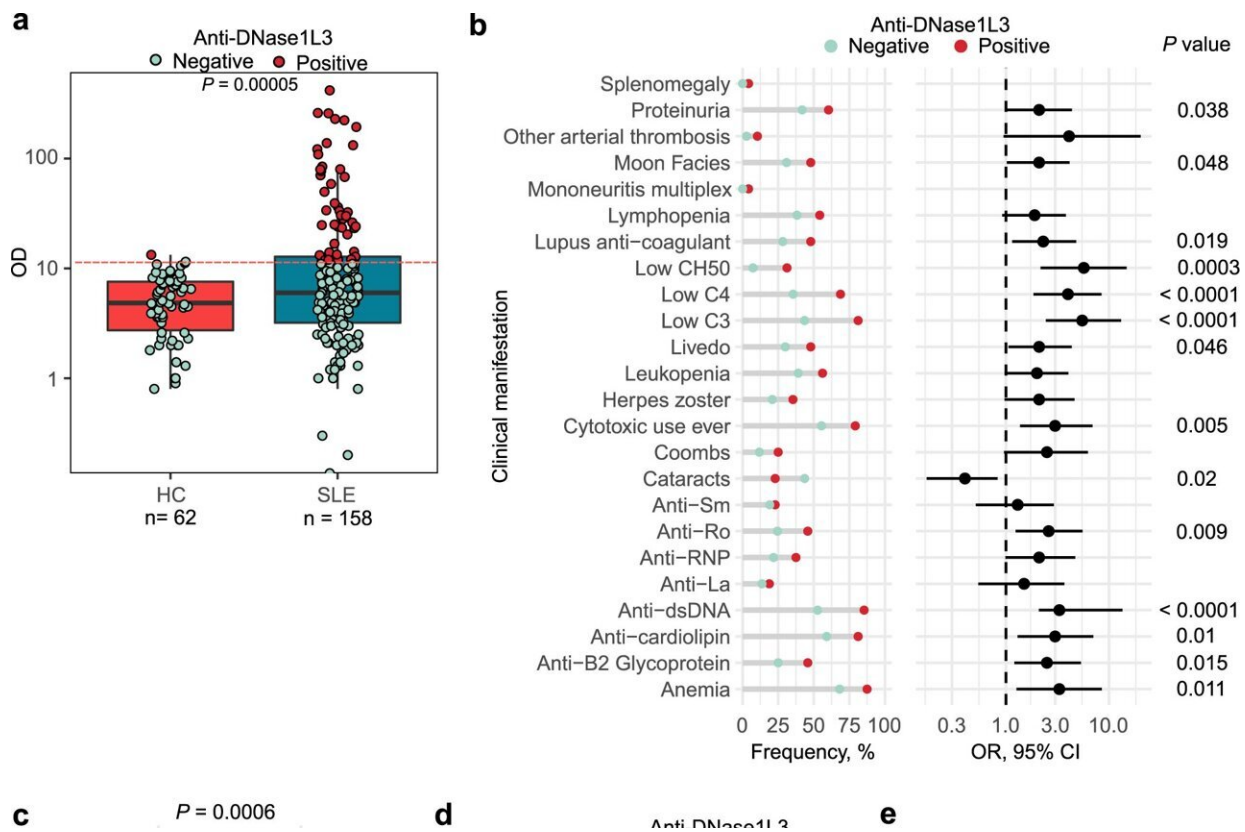 a
Anti-DNase1L3
Negative Positive
P = 0.00005
OD
100
10
1
HC
n= 62
SLE
n = 158
b
Anti-DNase1L3
Negative Positive
P value
Clinical manifestation
Splenomegaly
Proteinuria 0.038
Other arterial thrombosis
Moon Facies 0.048
Mononeuritis multiplex
Lymphopenia
Lupus anti−coagulant 0.019
Low CH50 0.0003
Low C4 < 0.0001
Low C3 < 0.0001
Livedo 0.046
Leukopenia
Herpes zoster
Cytotoxic use ever 0.005
Coombs
Cataracts 0.02
Anti−Sm
Anti−Ro 0.009
Anti−RNP
Anti−La
Anti−dsDNA < 0.0001
Anti−cardiolipin 0.01
Anti−B2 Glycoprotein 0.015
Anemia 0.011
0 25 50 75 100
Frequency, %
0.3 1.0 3.0 10.0
OR, 95% CI
c
P = 0.0006
d
Anti-DNase1L3
e